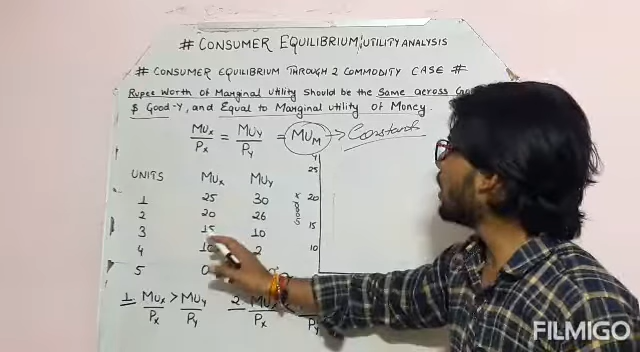 # CONSUMER EQUILIBRIUM, UTILITY ANALYSIS
# CONSUMER EQUILIBRIUM THROUGH 2 COMMODITY CASE #
Rupee Worth of Marginal Utility should be the Same across
$ Good-Y, and Equal to Marginal Utility of Money.
MUx/Px = MUy/Py = MUM → Constant
UNITS MUx MUy
1 25 30
2 20 26
3 15 10
4 10 2
5 0
Y
25
20
15
10
1. MUx/Px > MUy/Py 2 MUx/Px < Py
FILMIGO